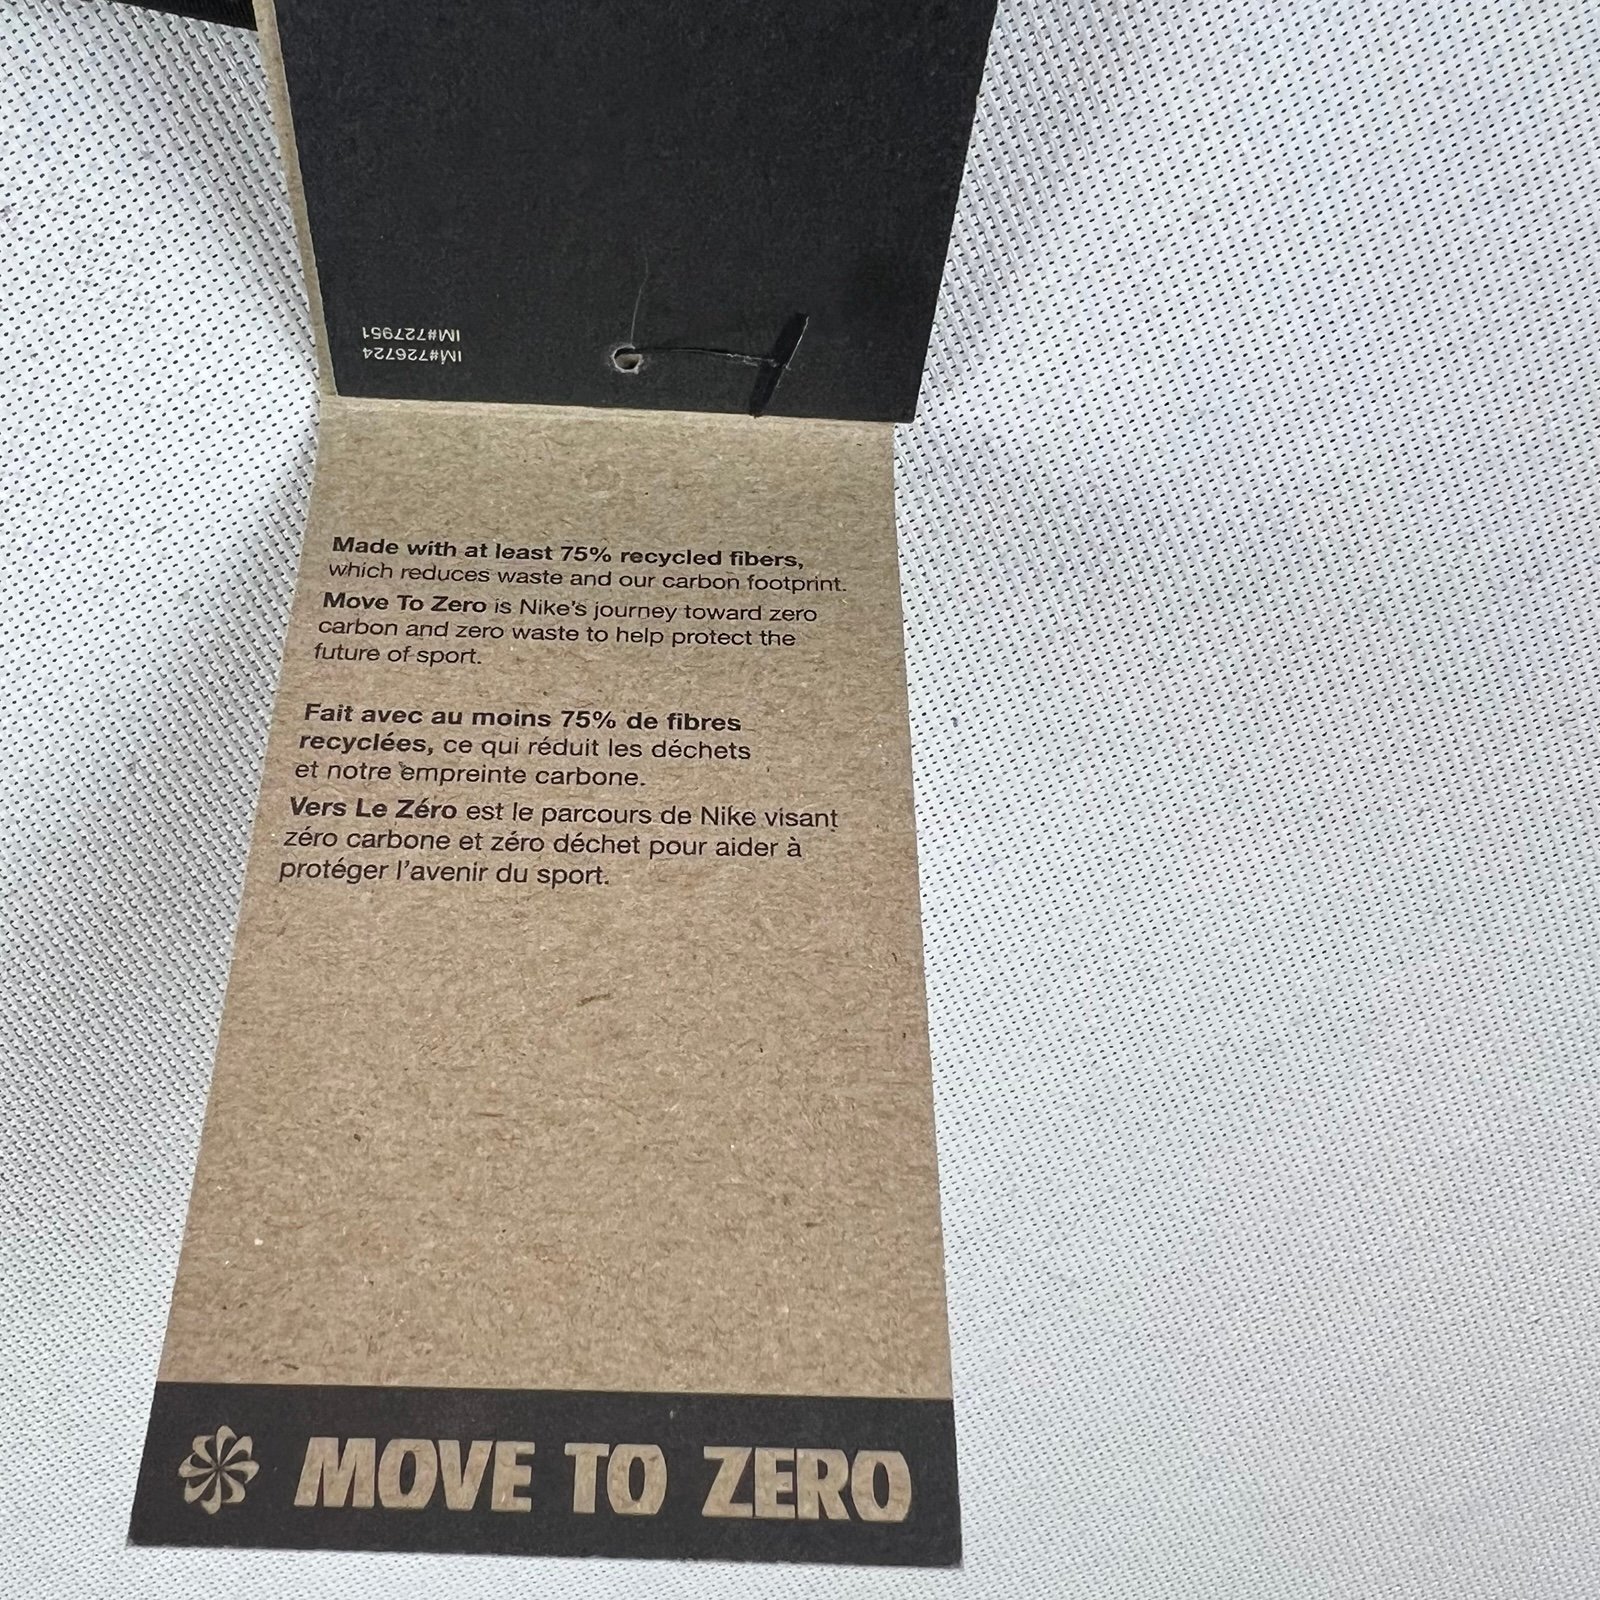 IM#726724
IM#727951
Made with at least 75% recycled fibers,
which reduces waste and our carbon footprint.
Move To Zero is Nike's journey toward zero
carbon and zero waste to help protect the
future of sport.
Fait avec au moins 75% de fibres
recyclées, ce qui réduit les déchets
et notre empreinte carbone.
Vers Le Zéro est le parcours de Nike visant
zéro carbone et zéro déchet pour aider à
protéger l'avenir du sport.
MOVE TO ZERO